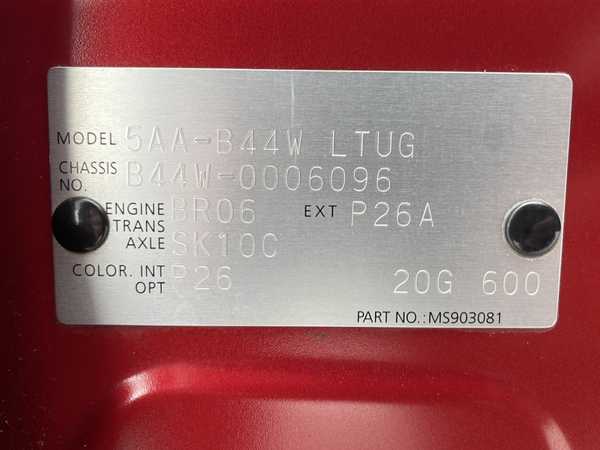 MODEL 5AA-B44W LTUG
CHASSIS NO. B44W-0006096
ENGINE BR06 EXT P26A
TRANS AXLE SK10C
COLOR. INT P26 20G 600
OPT
PART NO.:MS903081